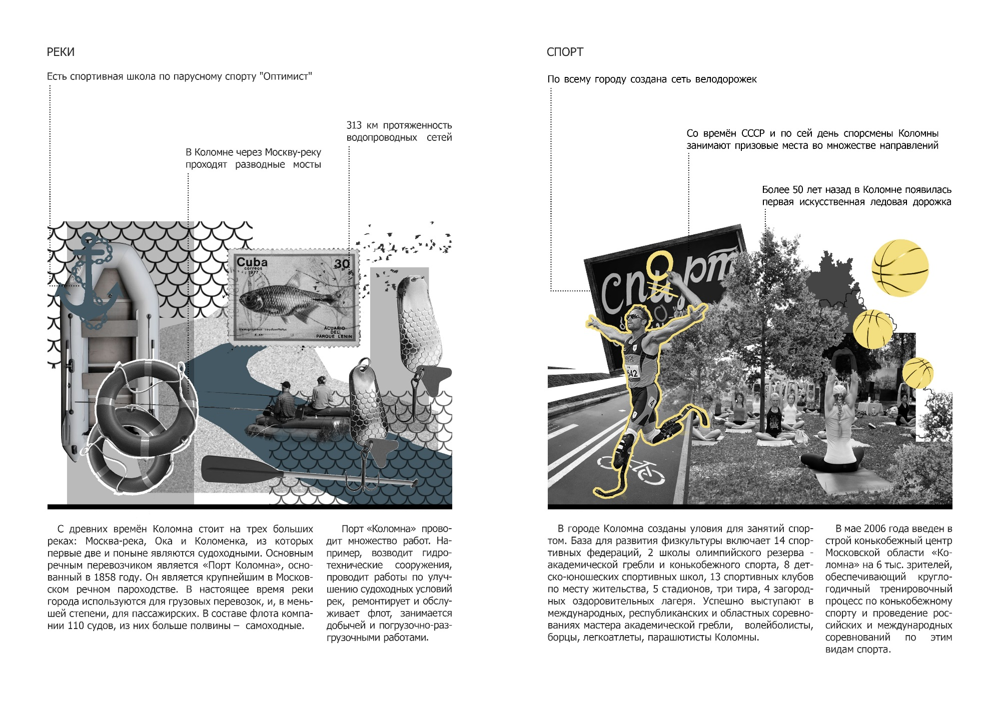 РЕКИ
Есть спортивная школа по парусному спорту "Оптимист"
313 км протяженность
водопроводных сетей
В Коломне через Москву-реку
проходят разводные мосты
Cuba
correos
1977
30
Hemigrammus caudovittatus
ACUARIO
DEL
PARQUE LENIN
С древних времён Коломна стоит на трех больших
реках: Москва-река, Ока и Коломенка, из которых
первые две и поныне являются судоходными. Основным
речным перевозчиком является «Порт Коломна», осно-
ванный в 1858 году. Он является крупнейшим в Москов-
ском речном пароходстве. В настоящее время реки
города используются для грузовых перевозок, и, в мень-
шей степени, для пассажирских. В составе флота компа-
нии 110 судов, из них больше полвины – самоходные.
Порт «Коломна» прово-
дит множество работ. На-
пример, возводит гидро-
технические сооружения,
проводит работы по улуч-
шению судоходных условий
рек, ремонтирует и обслу-
живает флот, занимается
добычей и погрузочно-раз-
грузочными работами.
СПОРТ
По всему городу создана сеть велодорожек
Со времён СССР и по сей день спорсмены Коломны
занимают призовые места во множестве направлений
Более 50 лет назад в Коломне появилась
первая искусственная ледовая дорожка
Спорт
542
4
В городе Коломна созданы уловия для занятий спор-
том. База для развития физкультуры включает 14 спор-
тивных федераций, 2 школы олимпийского резерва -
академической гребли и конькобежного спорта, 8 дет-
ско-юношеских спортивных школ, 13 спортивных клубов
по месту жительства, 5 стадионов, три тира, 4 загород-
ных оздоровительных лагеря. Успешно выступают в
международных, республиканских и областных соревно-
ваниях мастера академической гребли, волейболисты,
борцы, легкоатлеты, парашютисты Коломны.
В мае 2006 года введен в
строй конькобежный центр
Московской области «Ко-
ломна» на 6 тыс. зрителей,
обеспечивающий кругло-
годичный тренировочный
процесс по конькобежному
спорту и проведение рос-
сийских и международных
соревнований по этим
видам спорта.